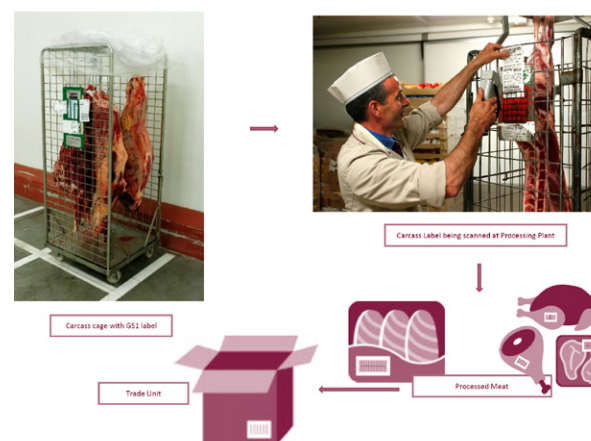 Carcass Label being scanned at Processing Plant
Carcass cage with GS1 label
Processed Meat
Trade Unit